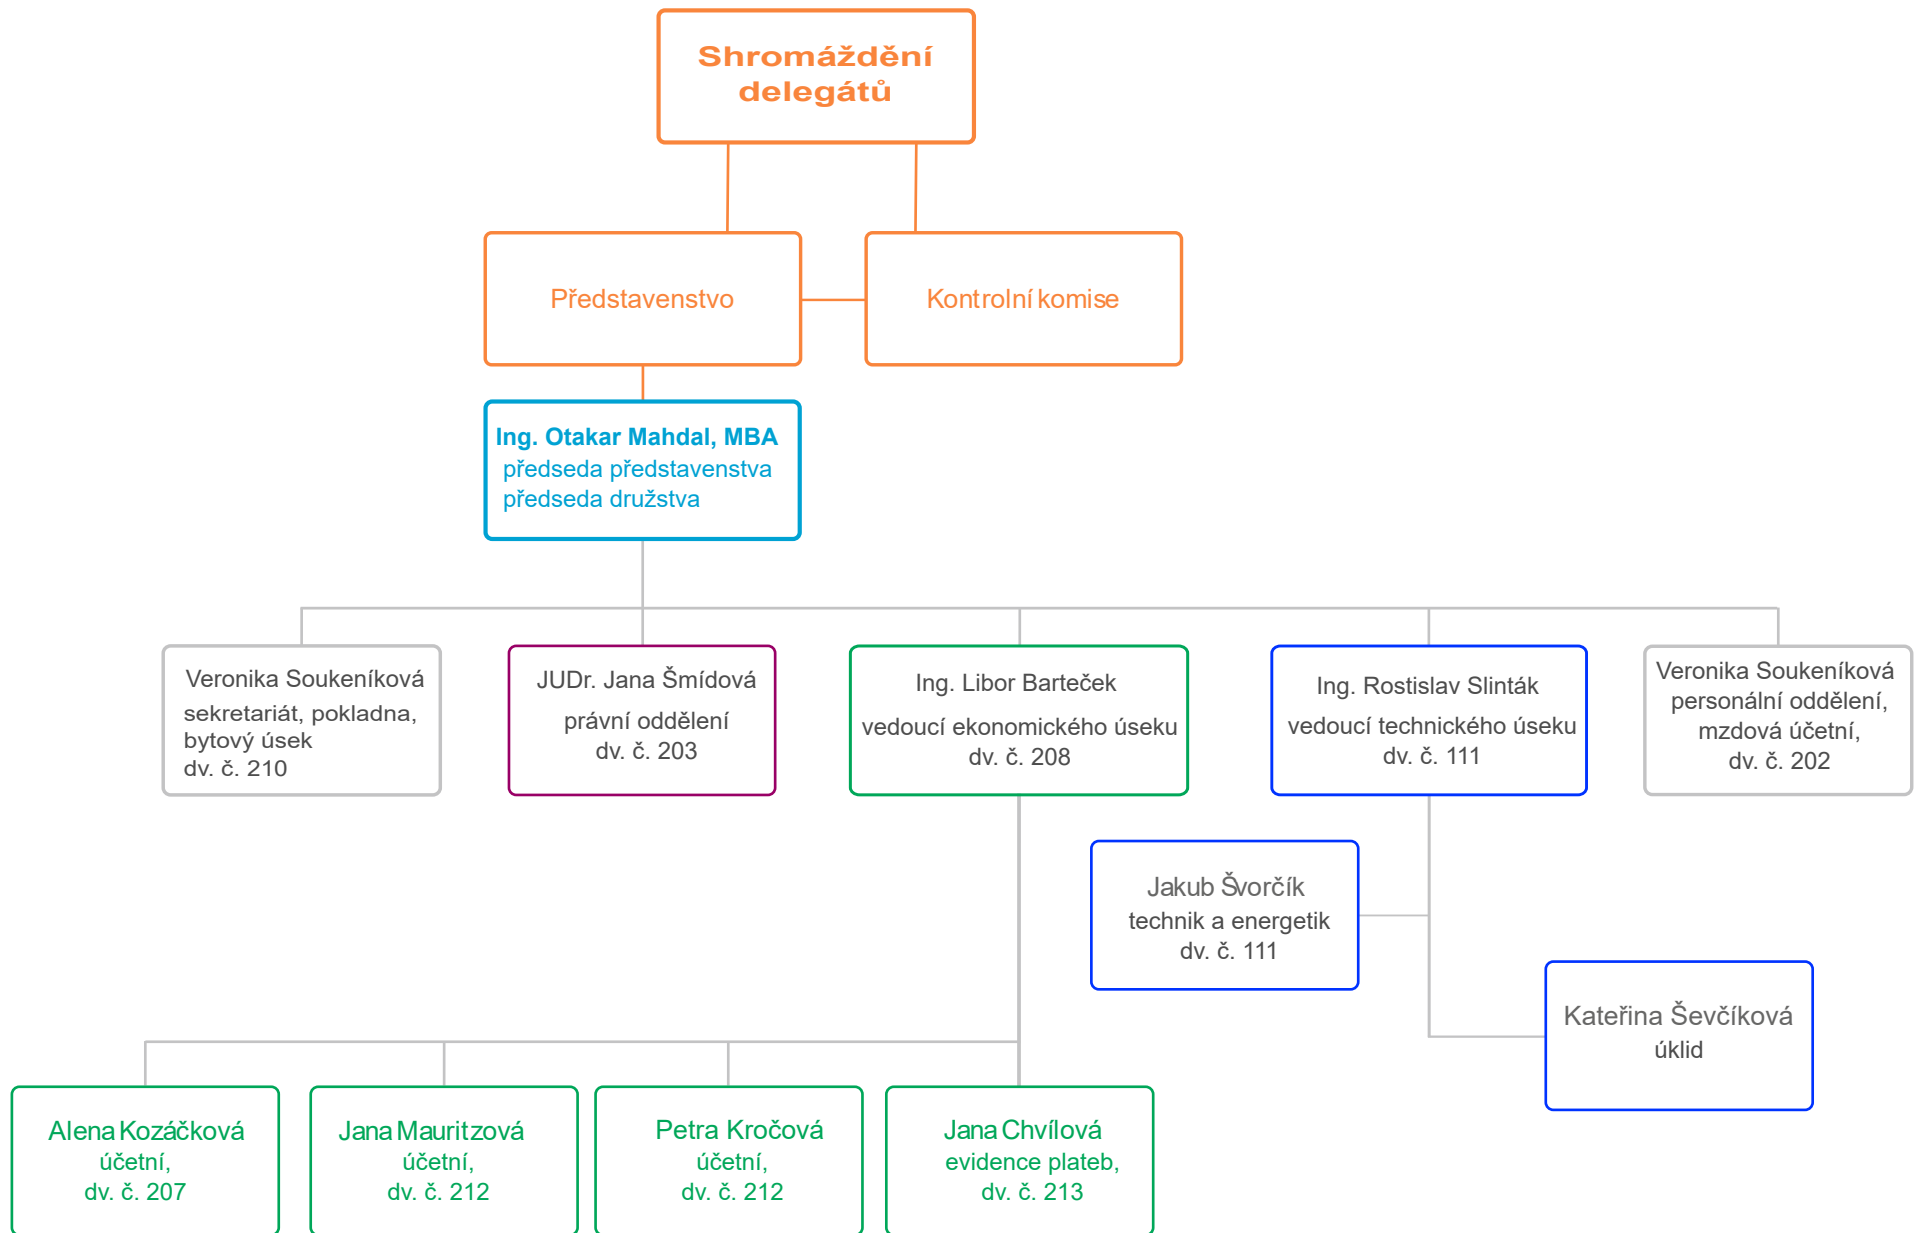 Shromáždění
delegátů
Představenstvo
Kontrolní komise
Ing. Otakar Mahdal, MBA
předseda představenstva
předseda družstva
Veronika Soukeníková
sekretariát, pokladna,
bytový úsek
dv. č. 210
JUDr. Jana Šmídová
právní oddělení
dv. č. 203
Ing. Libor Barteček
vedoucí ekonomického úseku
dv. č. 208
Ing. Rostislav Slinták
vedoucí technického úseku
dv. č. 111
Veronika Soukeníková
personální oddělení,
mzdová účetní,
dv. č. 202
Jakub Švorčík
technik a energetik
dv. č. 111
Kateřina Ševčíková
úklid
Alena Kozáčková
účetní,
dv. č. 207
Jana Mauritzová
účetní,
dv. č. 212
Petra Kročová
účetní,
dv. č. 212
Jana Chvílová
evidence plateb,
dv. č. 213